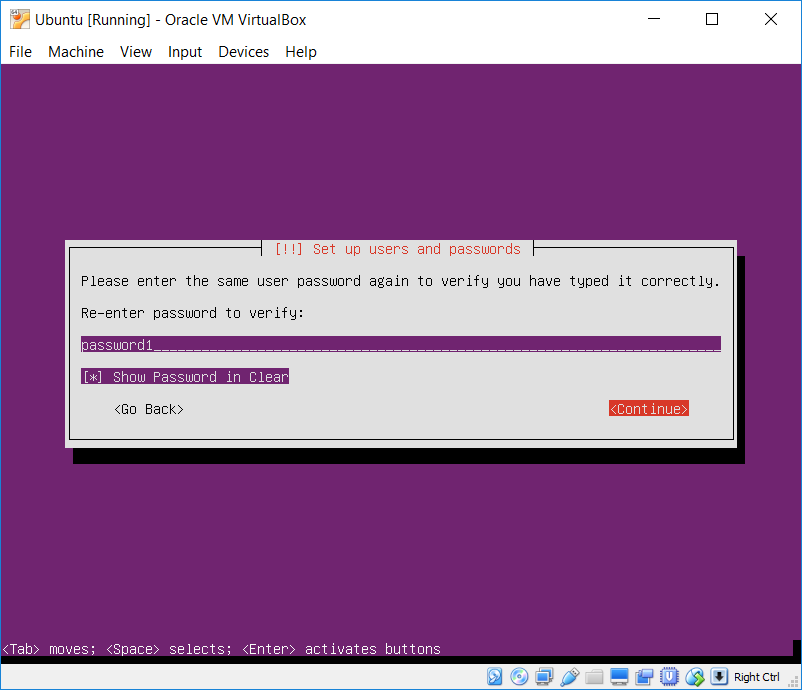 Ubuntu [Running] - Oracle VM VirtualBox
File Machine View Input Devices Help
[!!] Set up users and passwords
Please enter the same user password again to verify you have typed it correctly.
Re-enter password to verify:
password1
[*] Show Password in Clear
<Go Back> <Continue>
<Tab> moves; <Space> selects; <Enter> activates buttons
Right Ctrl